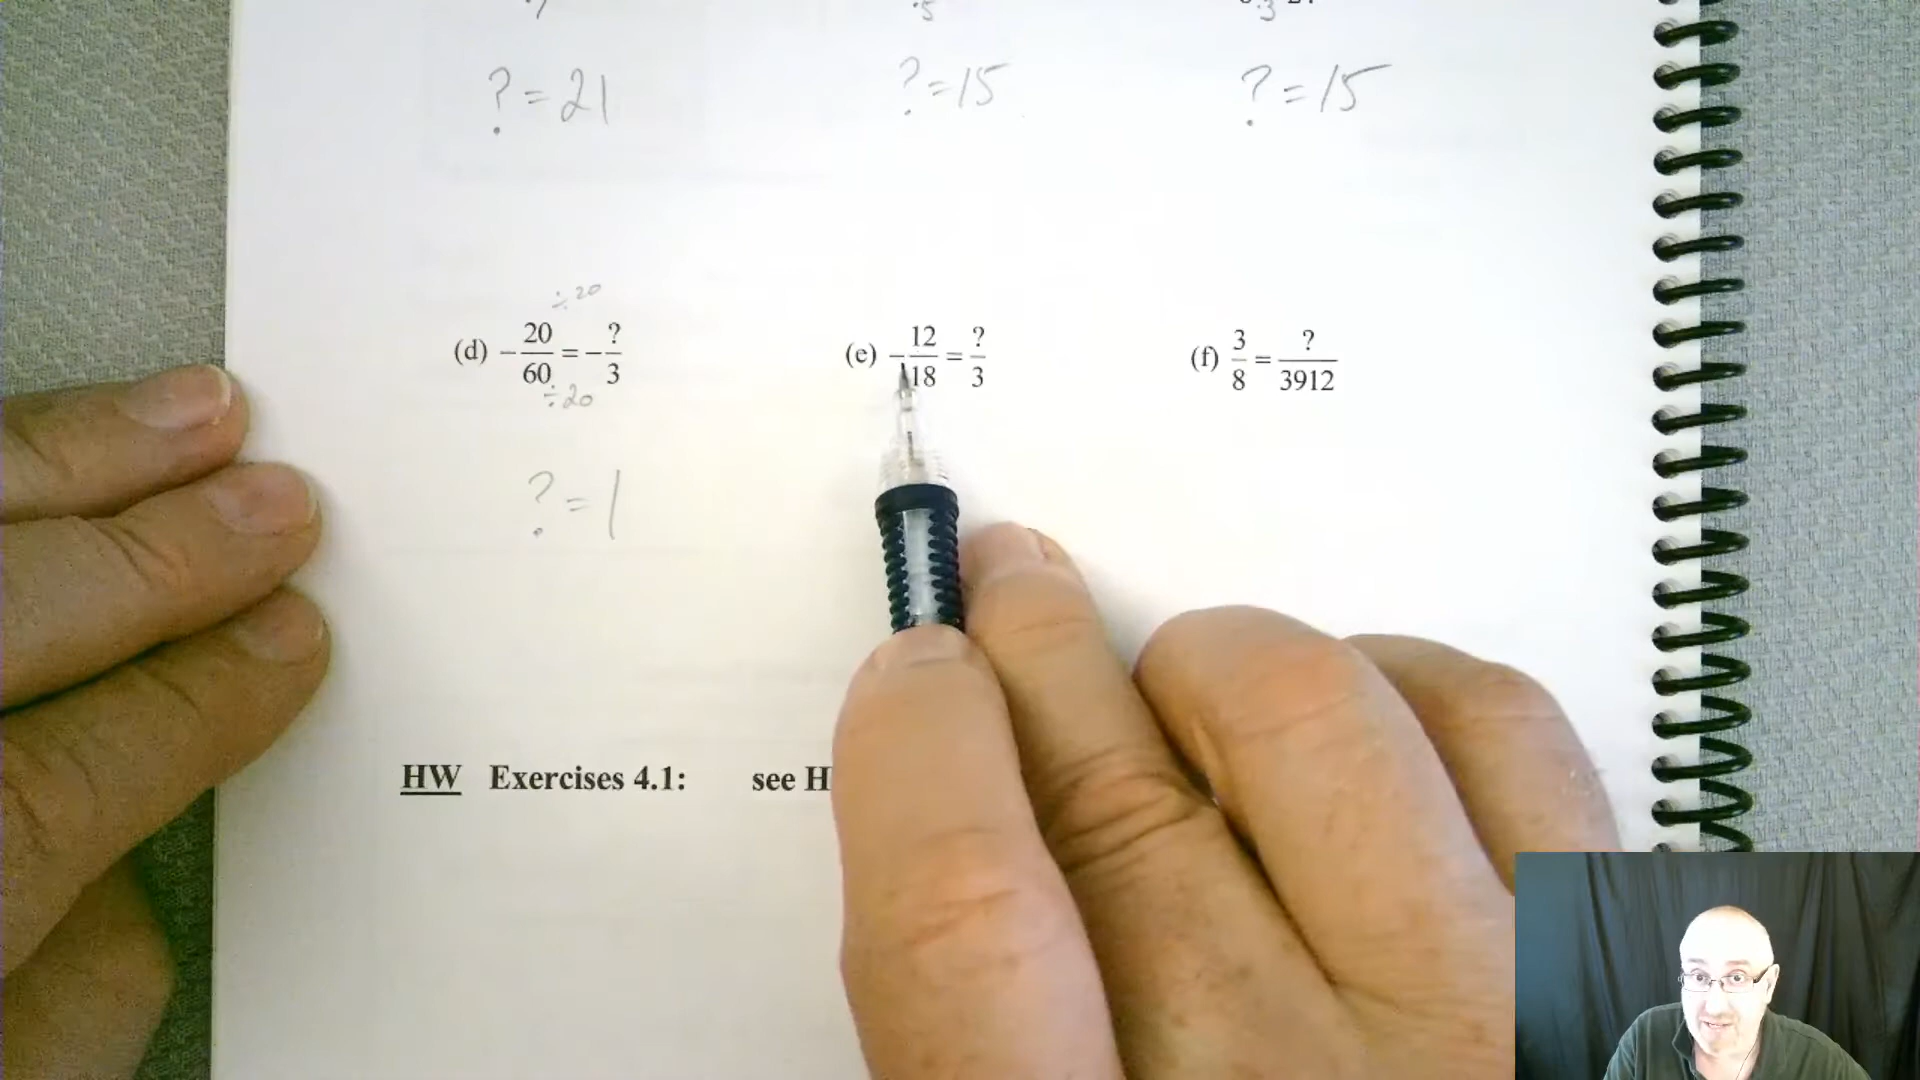 ? = 21 ? = 15 ? = 15
÷ 20
(d) - 20/60 = - ?/3 (e) - 12/18 = ?/3 (f) 3/8 = ?/3912
÷ 20
? = 1
HW Exercises 4.1: see H